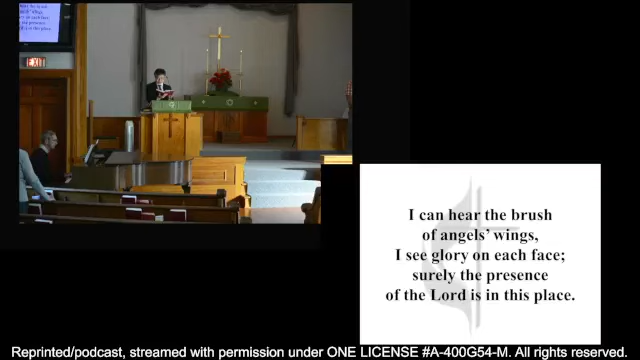 EXIT
I can hear the brush
of angels' wings,
I see glory on each face;
surely the presence
of the Lord is in this place.
Reprinted/podcast, streamed with permission under ONE LICENSE #A-400G54-M. All rights reserved.